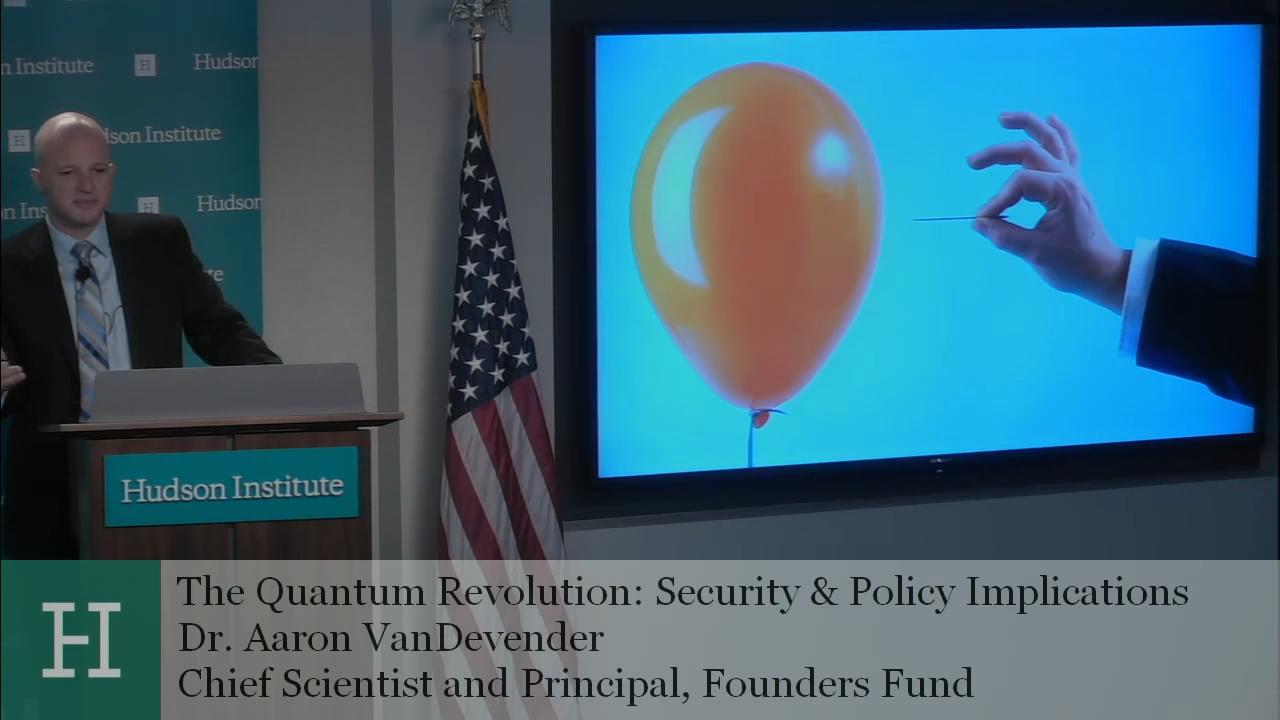 n Institute
H
Hudson
H
dson Institute
n Ins
H
Hudson
te
Hudson Institute
The Quantum Revolution: Security & Policy Implications
Dr. Aaron VanDevender
H
Chief Scientist and Principal, Founders Fund